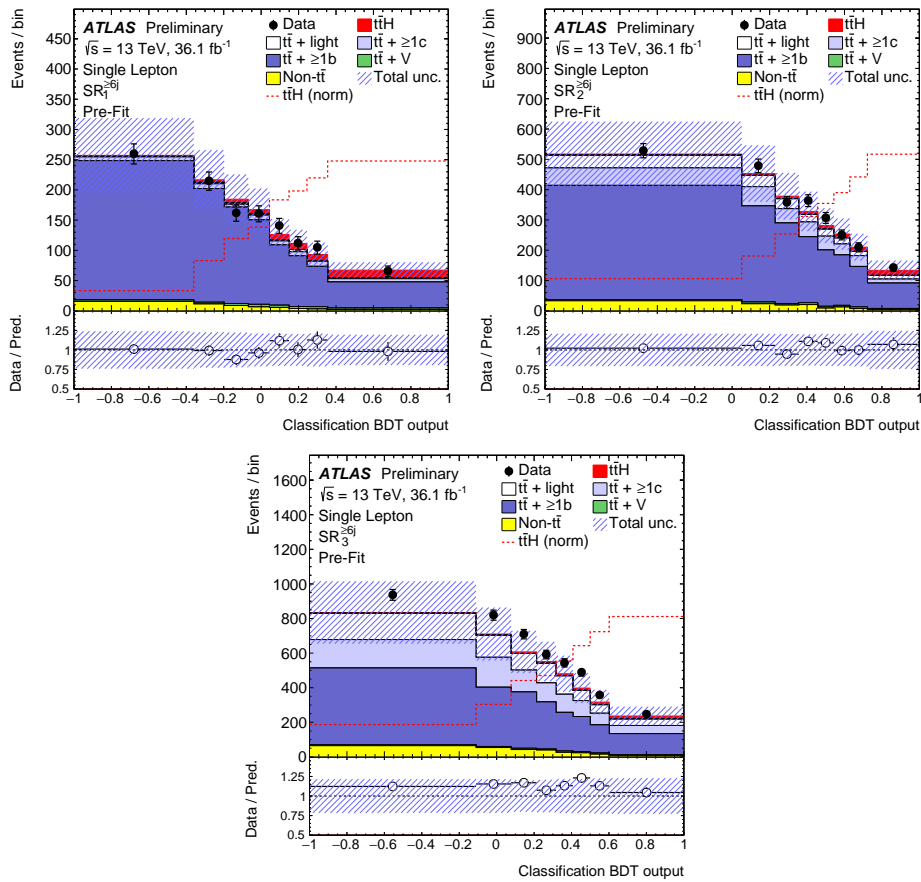 Events / bin
500
450
400
350
300
250
200
150
100
50
0
ATLAS Preliminary
√s = 13 TeV, 36.1 fb⁻¹
Single Lepton
SR₁^≥6j
Pre-Fit
Data
tt̄H
tt̄ + light
tt̄ + ≥1c
tt̄ + ≥1b
tt̄ + V
Non-tt̄
Total unc.
tt̄H (norm)
Data / Pred.
1.25
1
0.75
0.5
−1 −0.8 −0.6 −0.4 −0.2 0 0.2 0.4 0.6 0.8 1
Classification BDT output
Events / bin
900
800
700
600
500
400
300
200
100
0
ATLAS Preliminary
√s = 13 TeV, 36.1 fb⁻¹
Single Lepton
SR₂^≥6j
Pre-Fit
Data
tt̄H
tt̄ + light
tt̄ + ≥1c
tt̄ + ≥1b
tt̄ + V
Non-tt̄
Total unc.
tt̄H (norm)
Data / Pred.
1.25
1
0.75
0.5
−1 −0.8 −0.6 −0.4 −0.2 0 0.2 0.4 0.6 0.8 1
Classification BDT output
Events / bin
1600
1400
1200
1000
800
600
400
200
0
ATLAS Preliminary
√s = 13 TeV, 36.1 fb⁻¹
Single Lepton
SR₃^≥6j
Pre-Fit
Data
tt̄H
tt̄ + light
tt̄ + ≥1c
tt̄ + ≥1b
tt̄ + V
Non-tt̄
Total unc.
tt̄H (norm)
Data / Pred.
1.25
1
0.75
0.5
−1 −0.8 −0.6 −0.4 −0.2 0 0.2 0.4 0.6 0.8 1
Classification BDT output